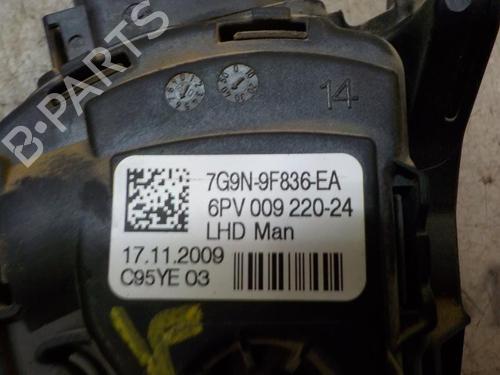 B-PARTS
14
7G9N-9F836-EA
6PV 009 220-24
LHD Man
17.11.2009
C95YE 03